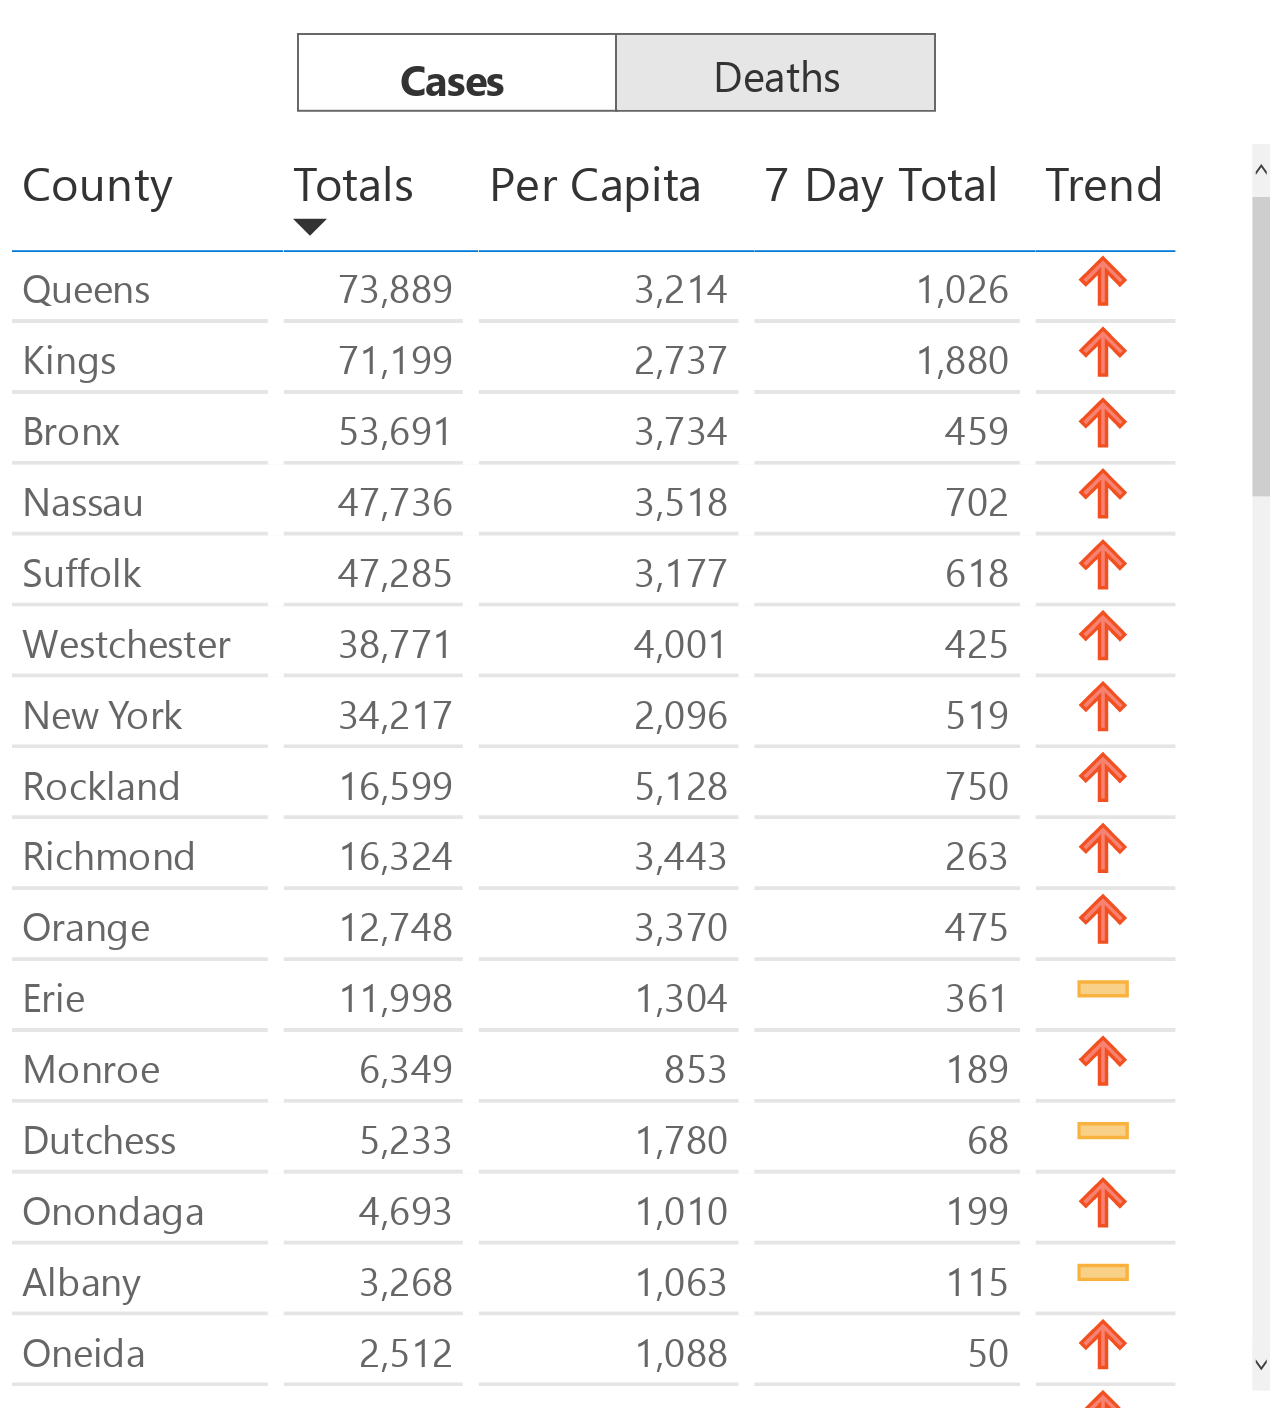 Cases Deaths
County Totals Per Capita 7 Day Total Trend
Queens 73,889 3,214 1,026
Kings 71,199 2,737 1,880
Bronx 53,691 3,734 459
Nassau 47,736 3,518 702
Suffolk 47,285 3,177 618
Westchester 38,771 4,001 425
New York 34,217 2,096 519
Rockland 16,599 5,128 750
Richmond 16,324 3,443 263
Orange 12,748 3,370 475
Erie 11,998 1,304 361
Monroe 6,349 853 189
Dutchess 5,233 1,780 68
Onondaga 4,693 1,010 199
Albany 3,268 1,063 115
Oneida 2,512 1,088 50